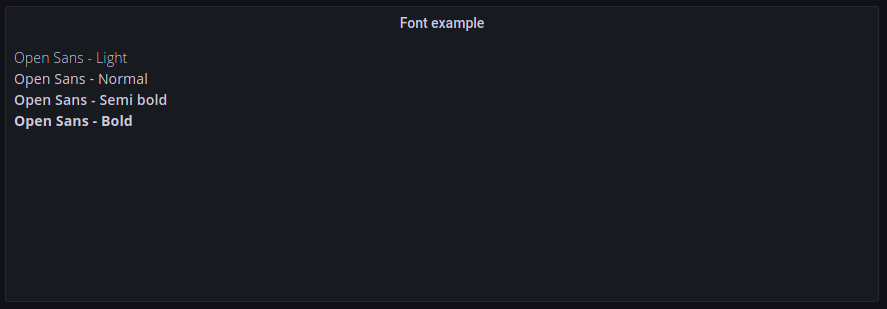 Font example
Open Sans - Light
Open Sans - Normal
Open Sans - Semi bold
Open Sans - Bold